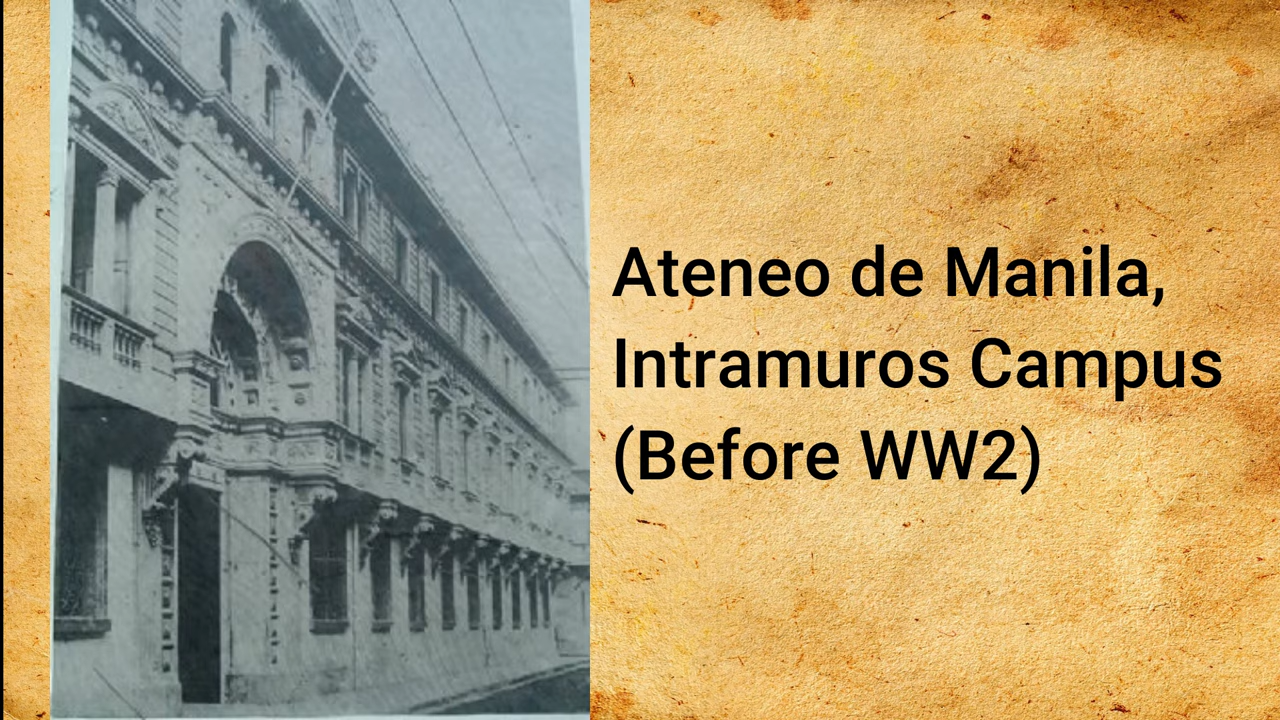 Ateneo de Manila,
Intramuros Campus
(Before WW2)